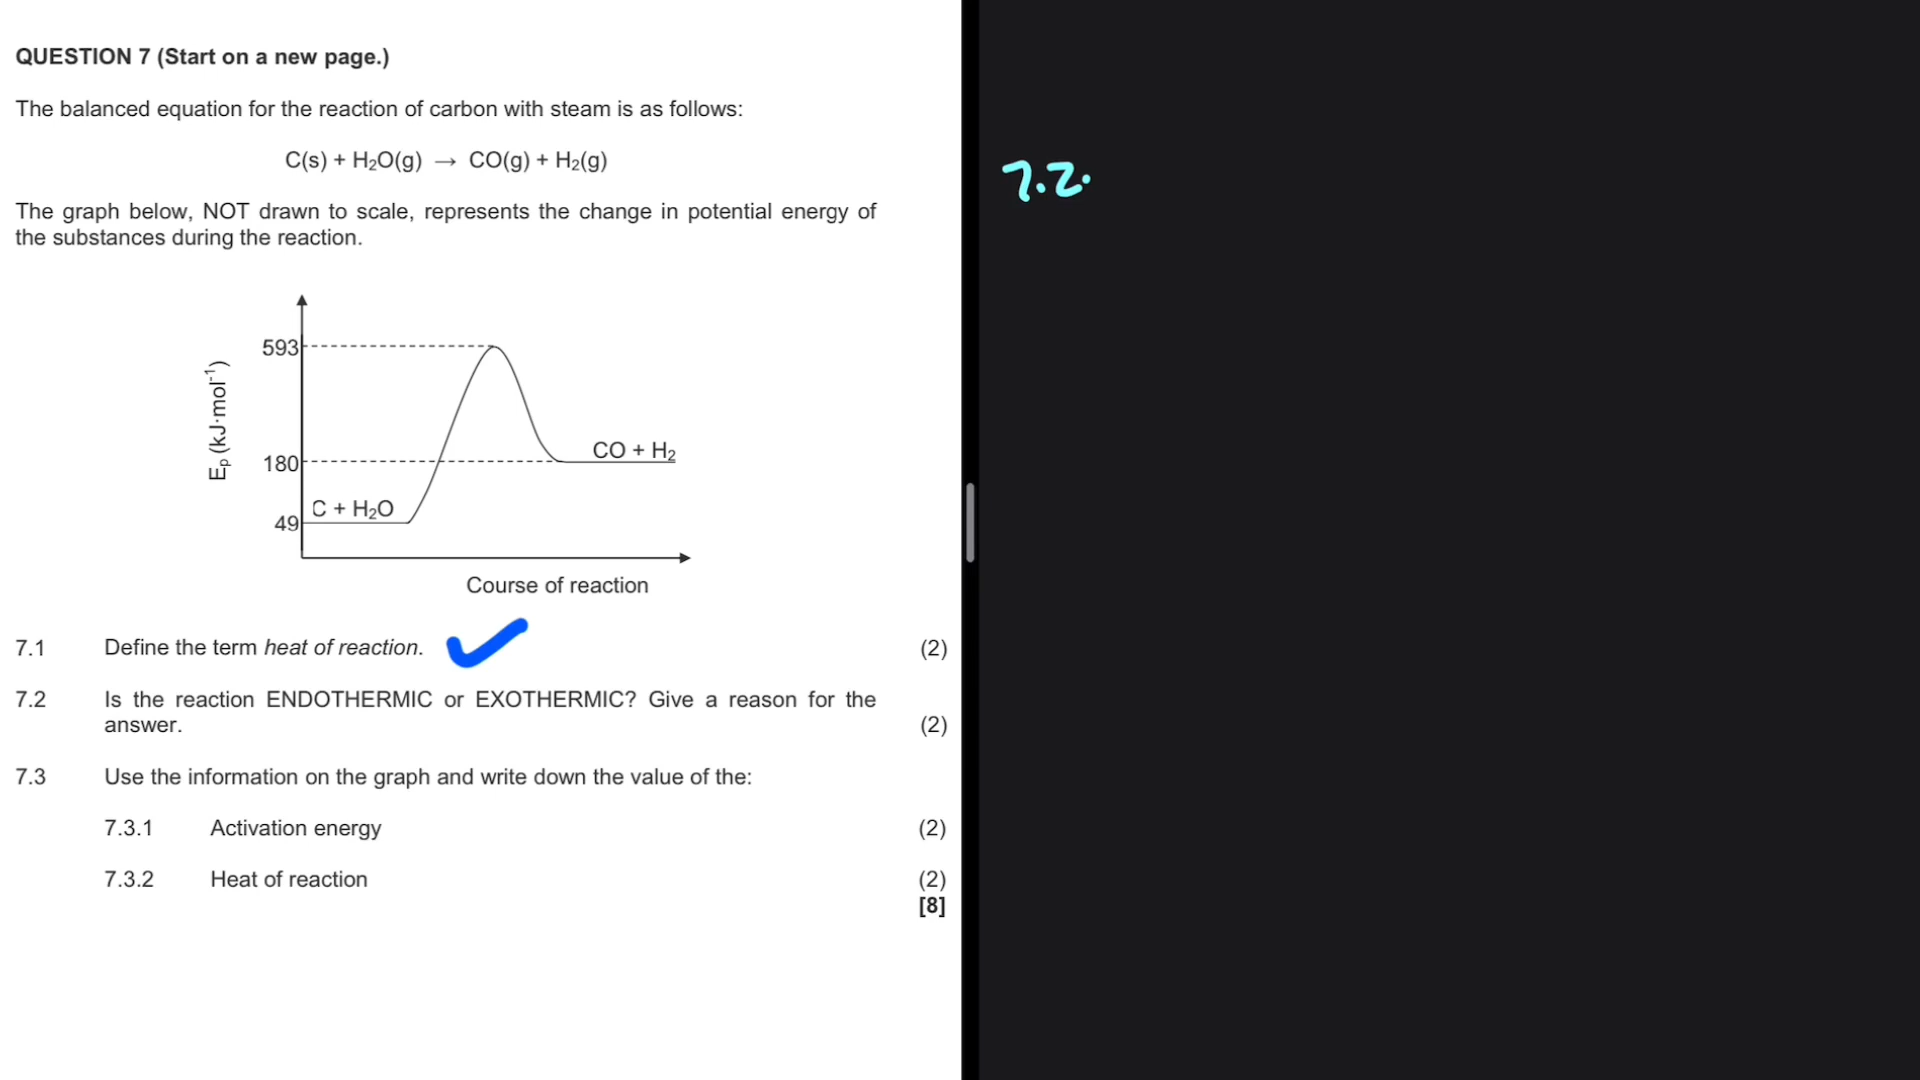 QUESTION 7 (Start on a new page.)
The balanced equation for the reaction of carbon with steam is as follows:
C(s) + H₂O(g) → CO(g) + H₂(g)
7.2.
The graph below, NOT drawn to scale, represents the change in potential energy of
the substances during the reaction.
593
Eₚ (kJ·mol⁻¹)
CO + H₂
180
C + H₂O
49
Course of reaction
7.1 Define the term heat of reaction. (2)
7.2 Is the reaction ENDOTHERMIC or EXOTHERMIC? Give a reason for the
answer. (2)
7.3 Use the information on the graph and write down the value of the:
7.3.1 Activation energy (2)
7.3.2 Heat of reaction (2)
[8]